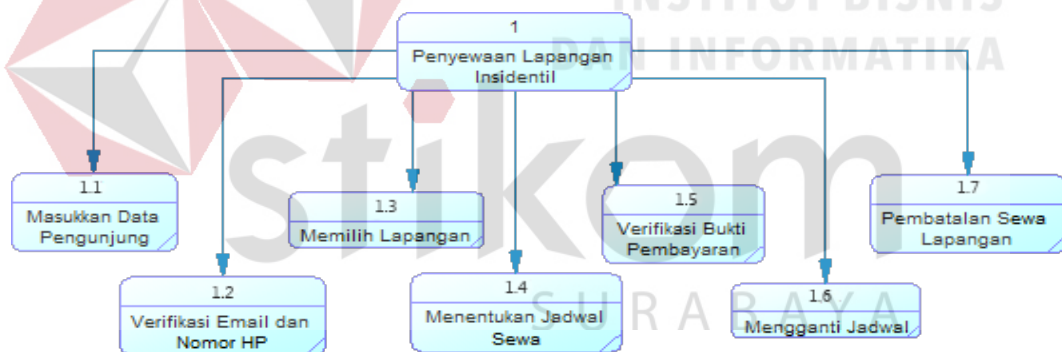 INSTITUT BISNIS
DAN INFORMATIKA
stikom
SURABAYA
1
Penyewaan Lapangan
Insidentil
1.1
Masukkan Data
Pengunjung
1.2
Verifikasi Email dan
Nomor HP
1.3
Memilih Lapangan
1.4
Menentukan Jadwal
Sewa
1.5
Verifikasi Bukti
Pembayaran
1.6
Mengganti Jadwal
1.7
Pembatalan Sewa
Lapangan